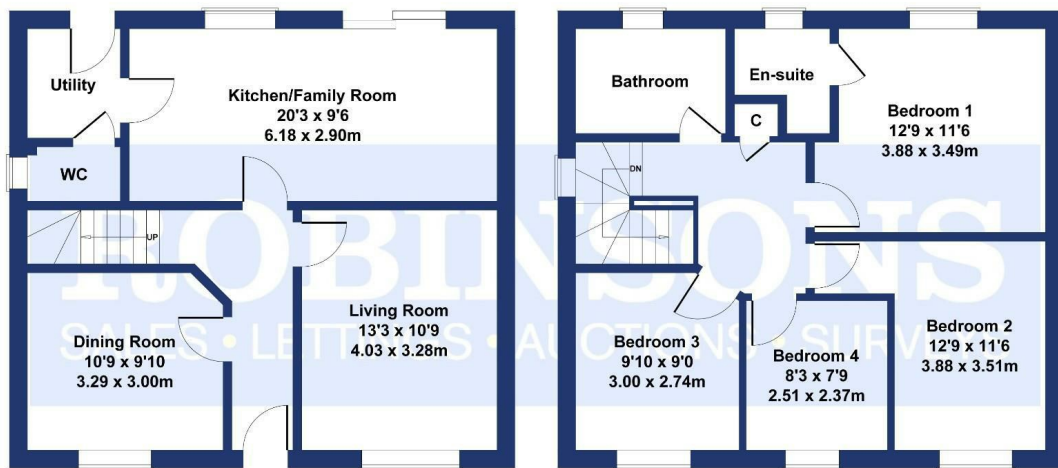 Utility
Kitchen/Family Room
20'3 x 9'6
6.18 x 2.90m
WC
UP
Living Room
13'3 x 10'9
4.03 x 3.28m
Dining Room
10'9 x 9'10
3.29 x 3.00m
Bathroom
En-suite
C
Bedroom 1
12'9 x 11'6
3.88 x 3.49m
DN
Bedroom 2
12'9 x 11'6
3.88 x 3.51m
Bedroom 3
9'10 x 9'0
3.00 x 2.74m
Bedroom 4
8'3 x 7'9
2.51 x 2.37m
ROBINSONS
SALES • LETTINGS • AUCTIONS • SURVEYS